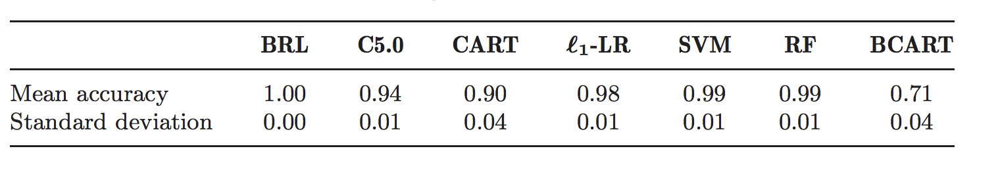 BRL C5.0 CART ℓ₁-LR SVM RF BCART
Mean accuracy 1.00 0.94 0.90 0.98 0.99 0.99 0.71
Standard deviation 0.00 0.01 0.04 0.01 0.01 0.01 0.04